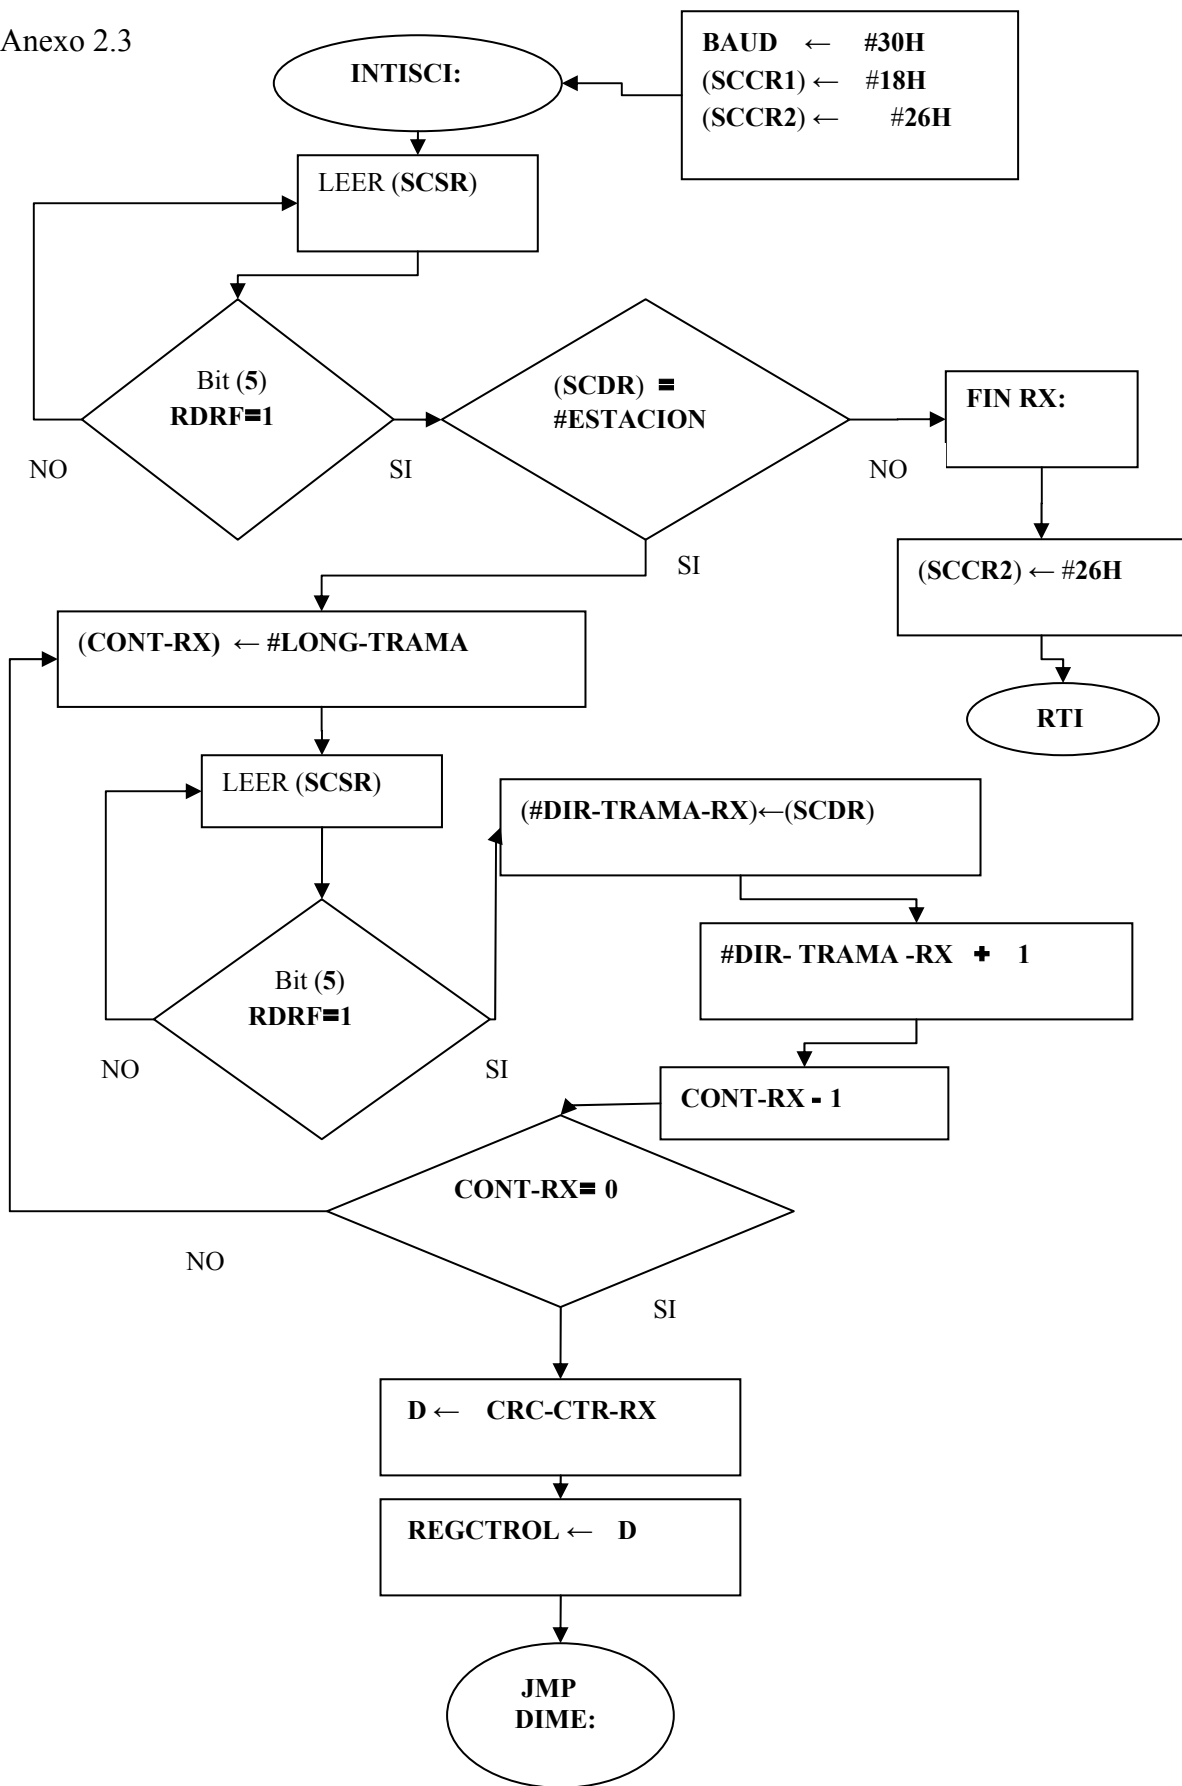 Anexo 2.3
BAUD ← #30H
(SCCR1) ← #18H
(SCCR2) ← #26H
INTISCI:
LEER (SCSR)
Bit (5)
RDRF=1
NO
SI
(SCDR) =
#ESTACION
NO
SI
FIN RX:
(SCCR2) ← #26H
RTI
(CONT-RX) ← #LONG-TRAMA
LEER (SCSR)
(#DIR-TRAMA-RX)←(SCDR)
#DIR- TRAMA -RX + 1
Bit (5)
RDRF=1
NO
SI
CONT-RX - 1
CONT-RX= 0
NO
SI
D ← CRC-CTR-RX
REGCTROL ← D
JMP
DIME: